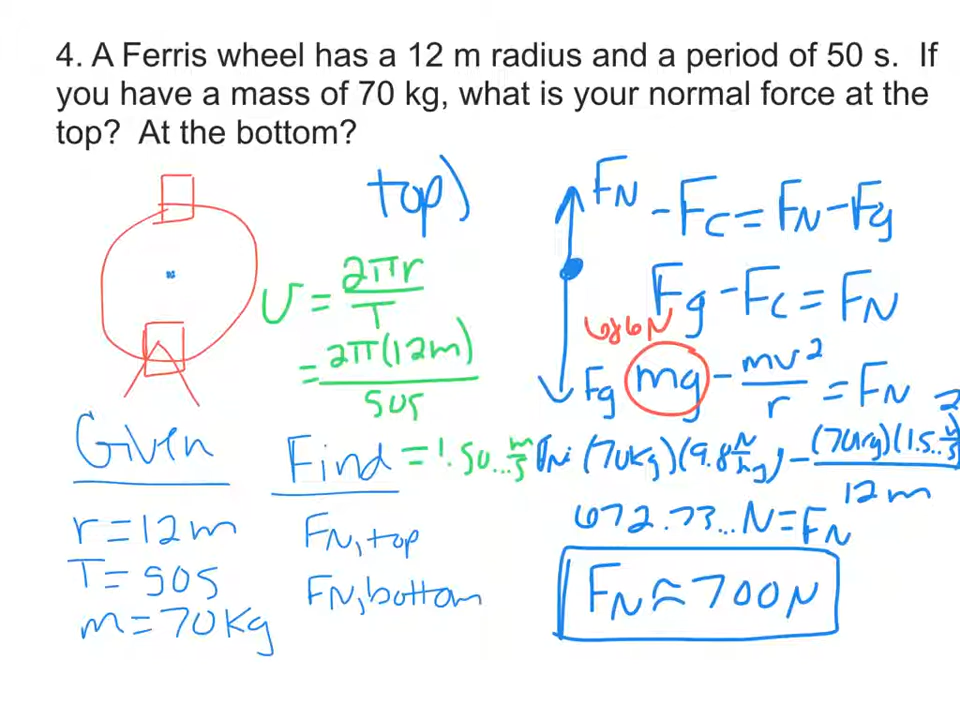 4. A Ferris wheel has a 12 m radius and a period of 50 s. If
you have a mass of 70 kg, what is your normal force at the
top? At the bottom?
top)
FN
-Fc = FN - Fg
Fg - Fc = FN
686N
Fg
mg - mv²/r = FN
v = 2πr/T
= 2π(12m)/50s
= 1.50... m/s
FN= (70kg)(9.8 N/kg) - (70kg)(1.5.. m/s)²/12m
672.73... N = FN
FN ≈ 700N
Given
r = 12m
T = 50s
m = 70kg
Find
FN, top
FN, bottom